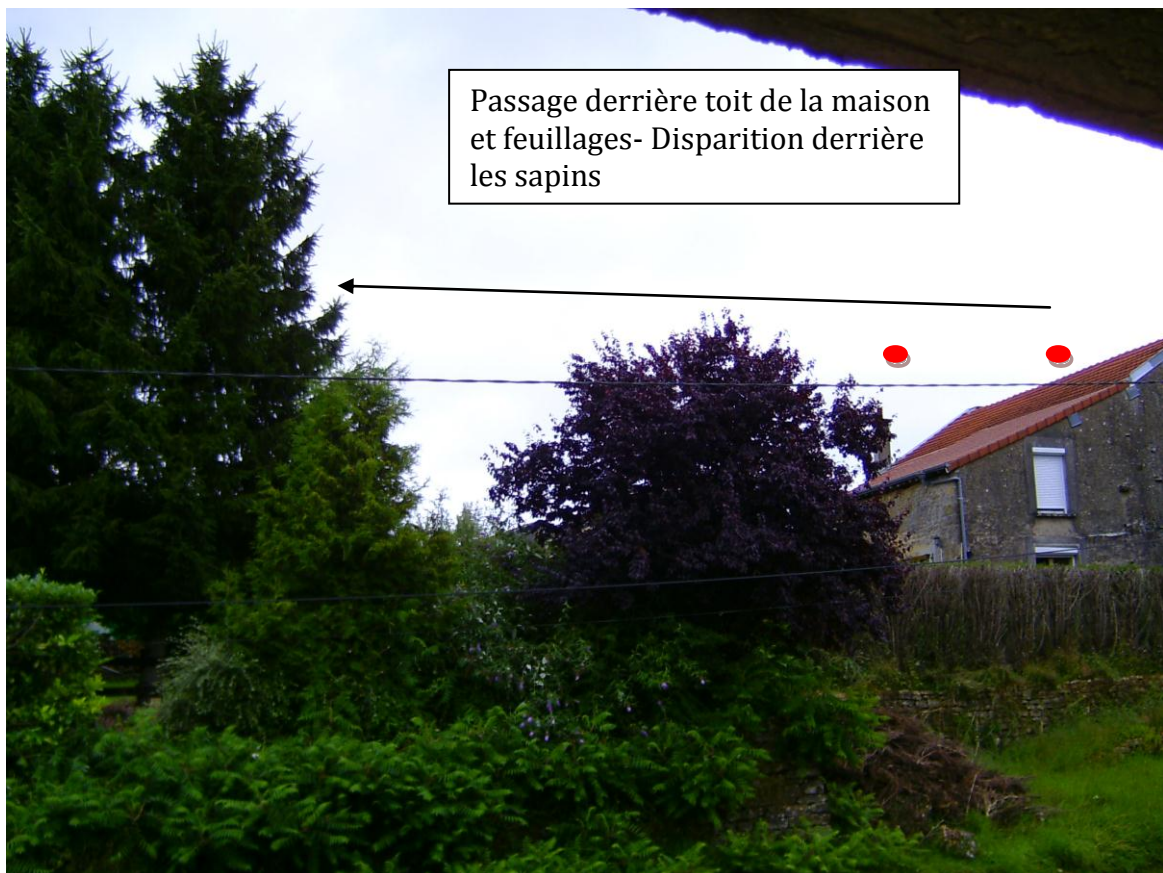 Passage derrière toit de la maison
et feuillages- Disparition derrière
les sapins